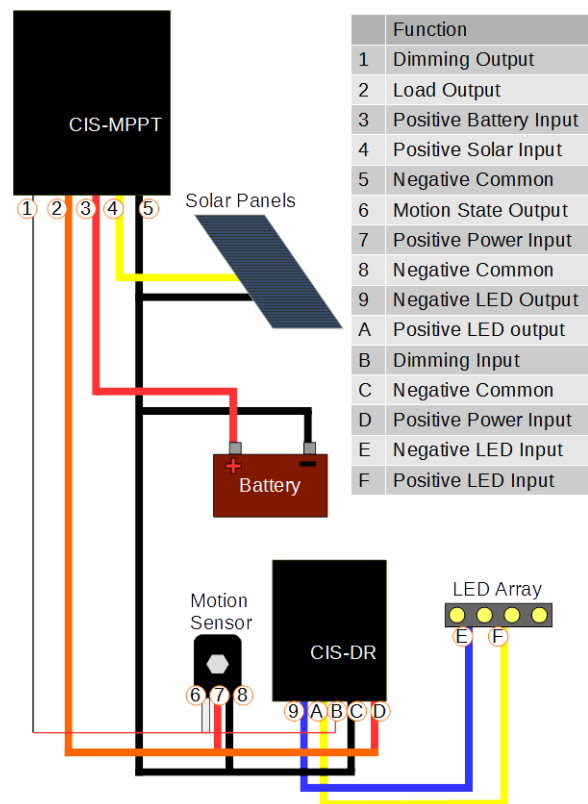 CIS-MPPT
1 2 3 4 5
Solar Panels
+ -
Battery
Motion
Sensor
6 7 8
CIS-DR
9 A B C D
LED Array
E F
Function
1 Dimming Output
2 Load Output
3 Positive Battery Input
4 Positive Solar Input
5 Negative Common
6 Motion State Output
7 Positive Power Input
8 Negative Common
9 Negative LED Output
A Positive LED output
B Dimming Input
C Negative Common
D Positive Power Input
E Negative LED Input
F Positive LED Input